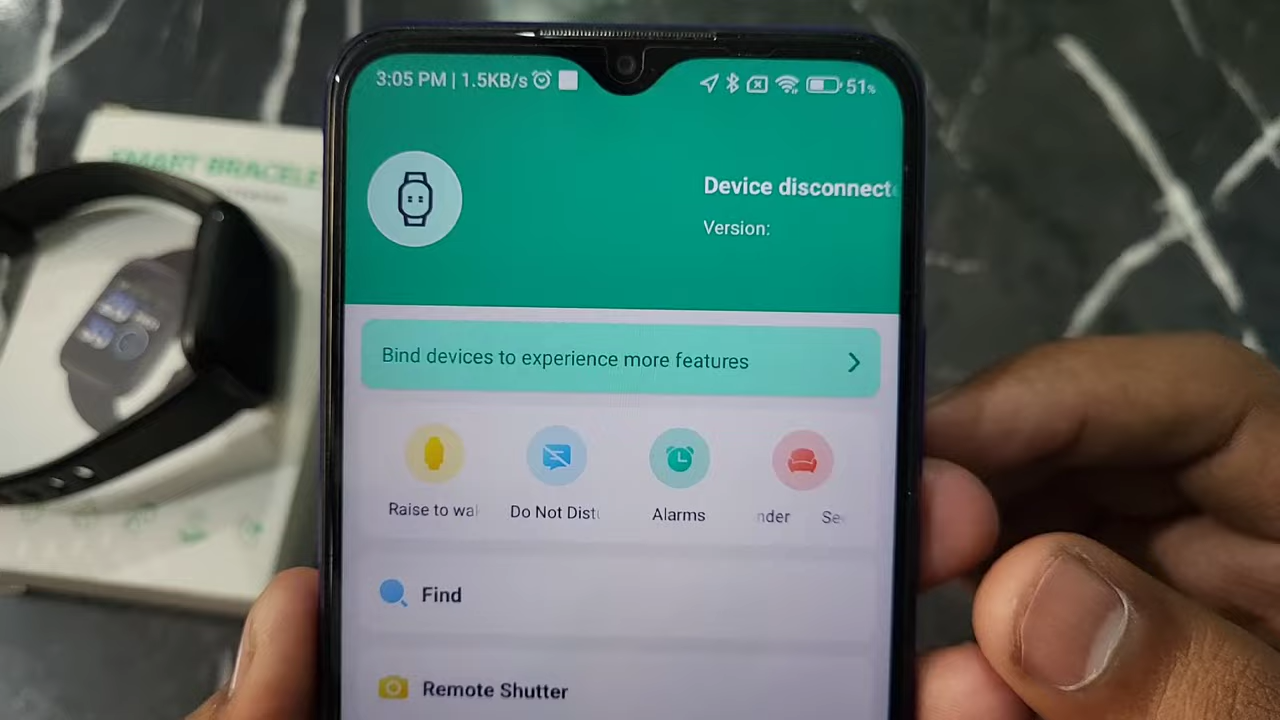 3:05 PM | 1.5KB/s
51%
SMART BRACELE
Device disconnect
Version:
Bind devices to experience more features
Raise to wa
Do Not Dist
Alarms
nder Se
Find
Remote Shutter